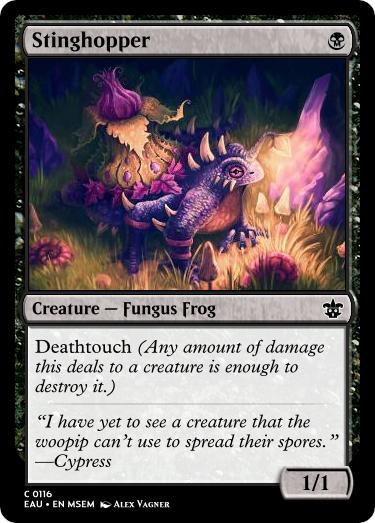 Stinghopper
Creature — Fungus Frog
Deathtouch (Any amount of damage
this deals to a creature is enough to
destroy it.)
“I have yet to see a creature that the
woopip can’t use to spread their spores.”
—Cypress
1/1
C 0116
EAU • EN MSEM Alex Vagner